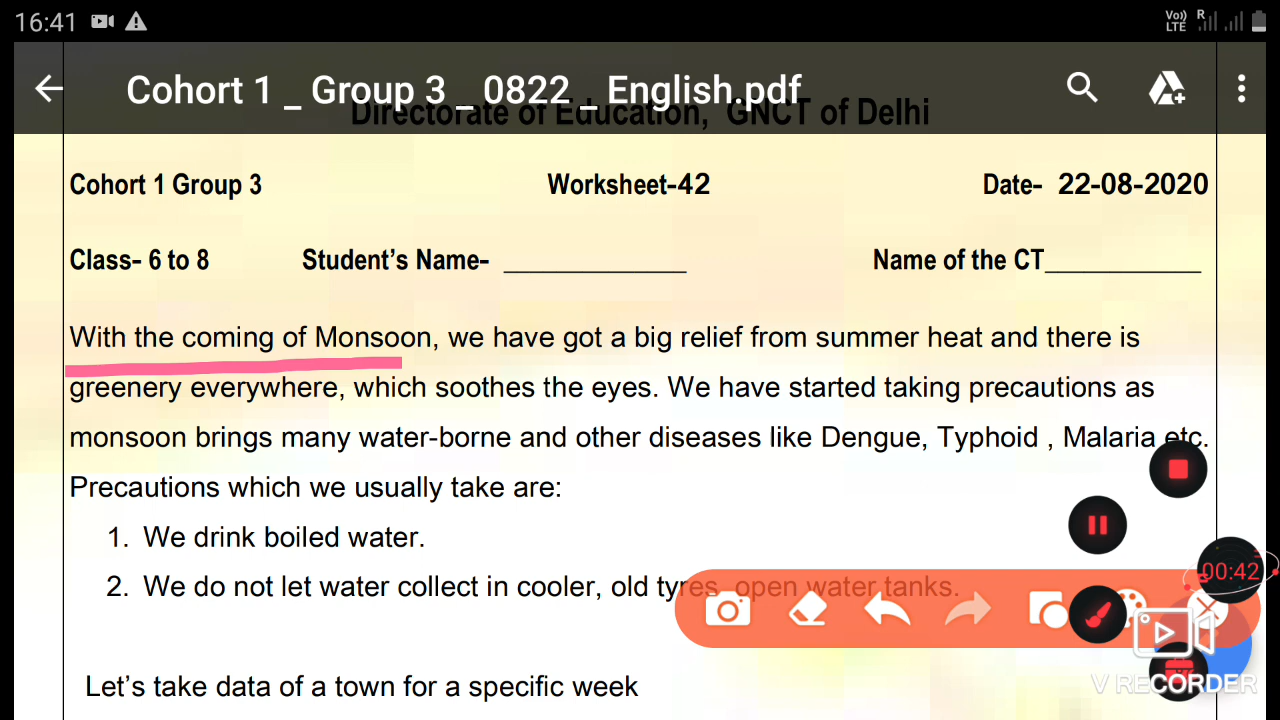 16:41
Vo)) LTE R
Cohort 1 _ Group 3 _ 0822 _ English.pdf
Directorate of Education, GNCT of Delhi
Cohort 1 Group 3 Worksheet-42 Date- 22-08-2020
Class- 6 to 8 Student's Name- _____________ Name of the CT___________
With the coming of Monsoon, we have got a big relief from summer heat and there is
greenery everywhere, which soothes the eyes. We have started taking precautions as
monsoon brings many water-borne and other diseases like Dengue, Typhoid , Malaria etc.
Precautions which we usually take are:
1. We drink boiled water.
2. We do not let water collect in cooler, old tyres, open water tanks.
00:42
Let's take data of a town for a specific week
V RECORDER